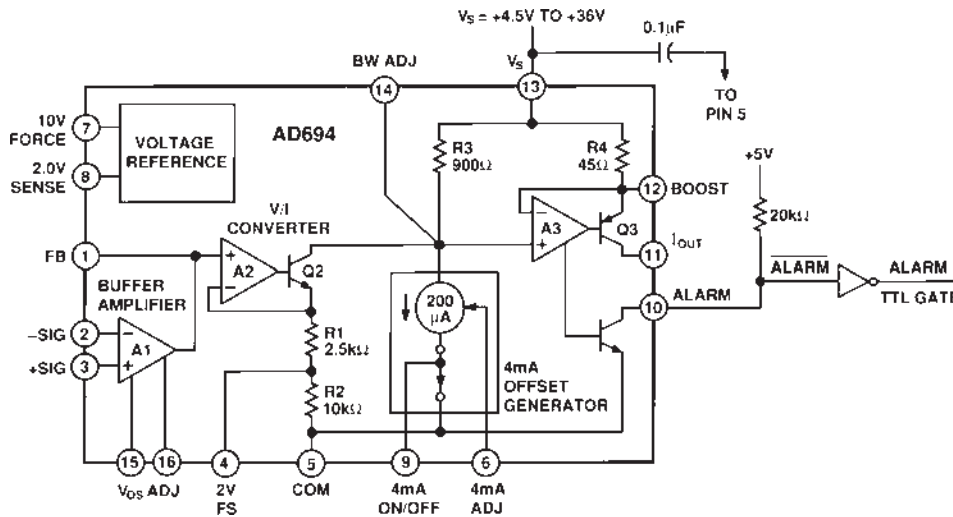 VS = +4.5V TO +36V
0.1µF
BW ADJ
VS
14
13
TO
PIN 5
10V
FORCE
7
VOLTAGE
REFERENCE
AD694
R3
900Ω
R4
45Ω
+5V
2.0V
SENSE
8
12
BOOST
V/I
CONVERTER
20kΩ
FB
1
+
A2
−
Q2
−
A3
+
Q3
11
IOUT
BUFFER
AMPLIFIER
ALARM
ALARM
10
ALARM
TTL GATE
200
µA
−SIG
2
−
A1
R1
2.5kΩ
+SIG
3
+
4mA
OFFSET
GENERATOR
R2
10kΩ
15
16
4
5
9
6
VOS ADJ
2V
FS
COM
4mA
ON/OFF
4mA
ADJ